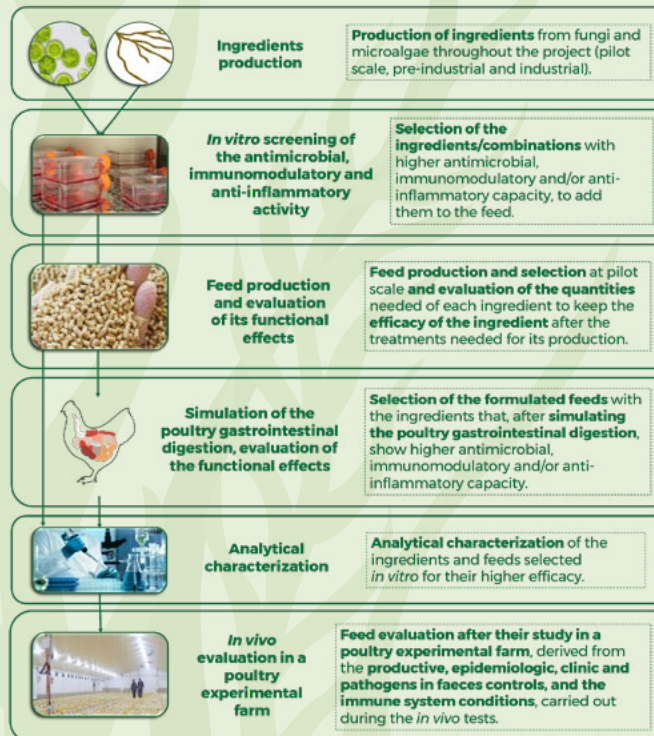 Ingredients
production
Production of ingredients from fungi and
microalgae throughout the project (pilot
scale, pre-industrial and industrial).
In vitro screening of
the antimicrobial,
immunomodulatory and
anti-inflammatory
activity
Selection of the
ingredients/combinations with
higher antimicrobial,
immunomodulatory and/or anti-
inflammatory capacity, to add
them to the feed.
Feed production
and evaluation
of its functional
effects
Feed production and selection at pilot
scale and evaluation of the quantities
needed of each ingredient to keep the
efficacy of the ingredient after the
treatments needed for its production.
Simulation of the
poultry gastrointestinal
digestion, evaluation of
the functional effects
Selection of the formulated feeds with
the ingredients that, after simulating
the poultry gastrointestinal digestion,
show higher antimicrobial,
immunomodulatory and/or anti-
inflammatory capacity.
Analytical
characterization
Analytical characterization of the
ingredients and feeds selected
in vitro for their higher efficacy.
In vivo
evaluation in a
poultry
experimental
farm
Feed evaluation after their study in a
poultry experimental farm, derived from
the productive, epidemiologic, clinic and
pathogens in faeces controls, and the
immune system conditions, carried out
during the in vivo tests.